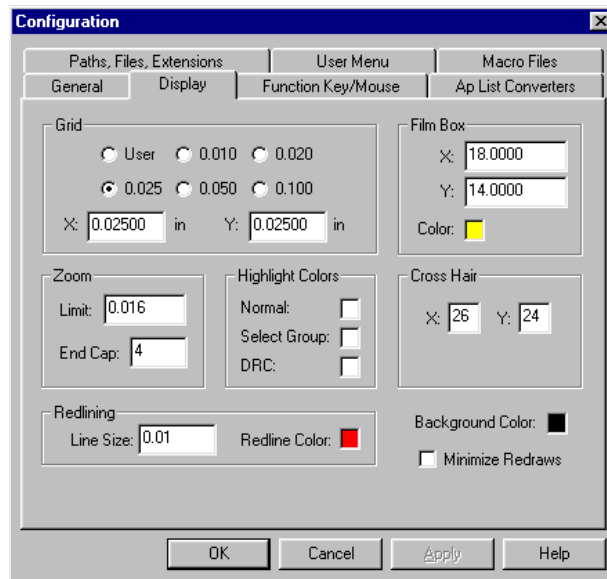 Configuration
Paths, Files, Extensions User Menu Macro Files
General Display Function Key/Mouse Ap List Converters
Grid
User 0.010 0.020
0.025 0.050 0.100
X: 0.02500 in Y: 0.02500 in
Film Box
X: 18.0000
Y: 14.0000
Color:
Zoom
Limit: 0.016
End Cap: 4
Highlight Colors
Normal:
Select Group:
DRC:
Cross Hair
X: 26 Y: 24
Redlining
Line Size: 0.01 Redline Color:
Background Color:
Minimize Redraws
OK Cancel Apply Help